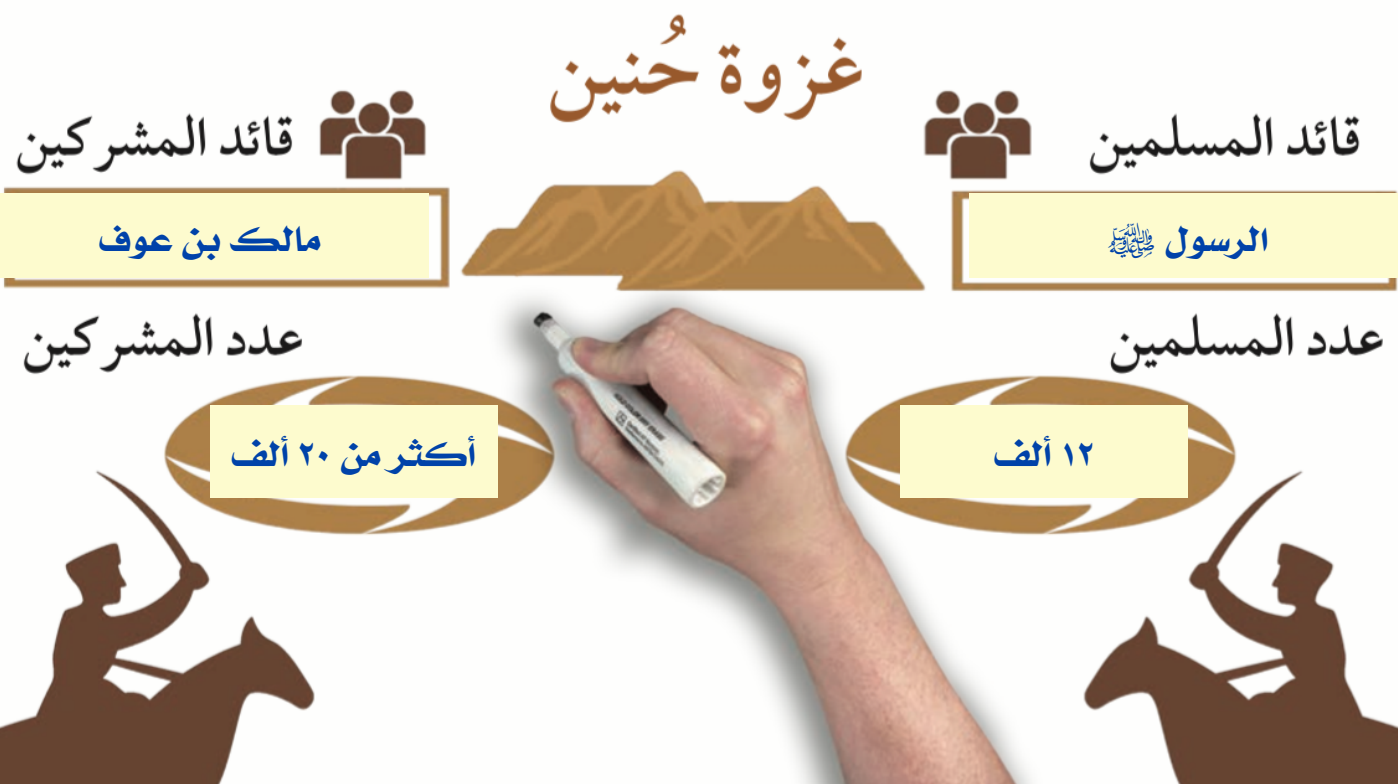 غزوة حُنين
قائد المسلمين
قائد المشركين
الرسول ﷺ
مالك بن عوف
عدد المسلمين
عدد المشركين
١٢ ألف
أكثر من ٢٠ ألف